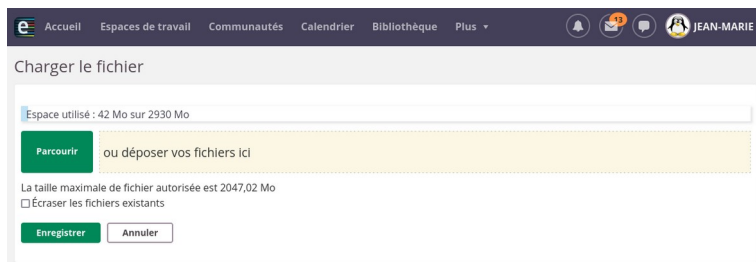 e Accueil Espaces de travail Communautés Calendrier Bibliothèque Plus 13 JEAN-MARIE
Charger le fichier
Espace utilisé : 42 Mo sur 2930 Mo
Parcourir ou déposer vos fichiers ici
La taille maximale de fichier autorisée est 2047,02 Mo
Écraser les fichiers existants
Enregistrer Annuler